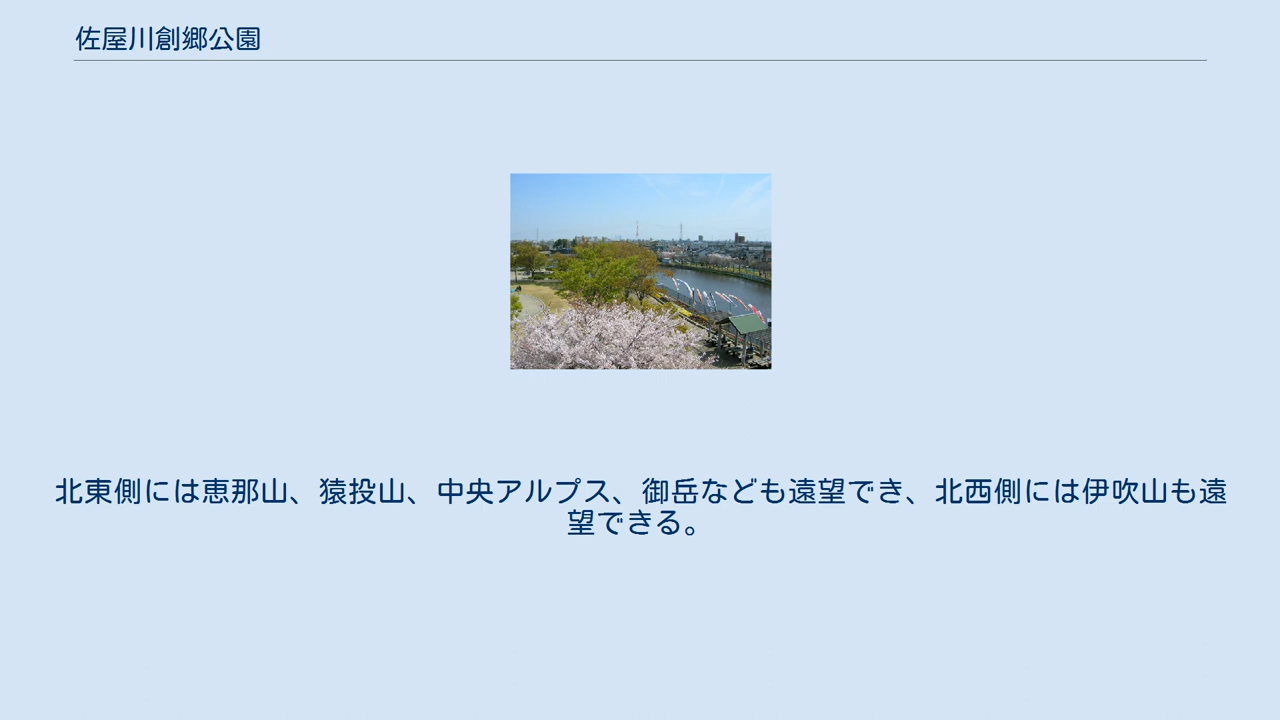 佐屋川創郷公園
北東側には恵那山、猿投山、中央アルプス、御岳なども遠望でき、北西側には伊吹山も遠
望できる。